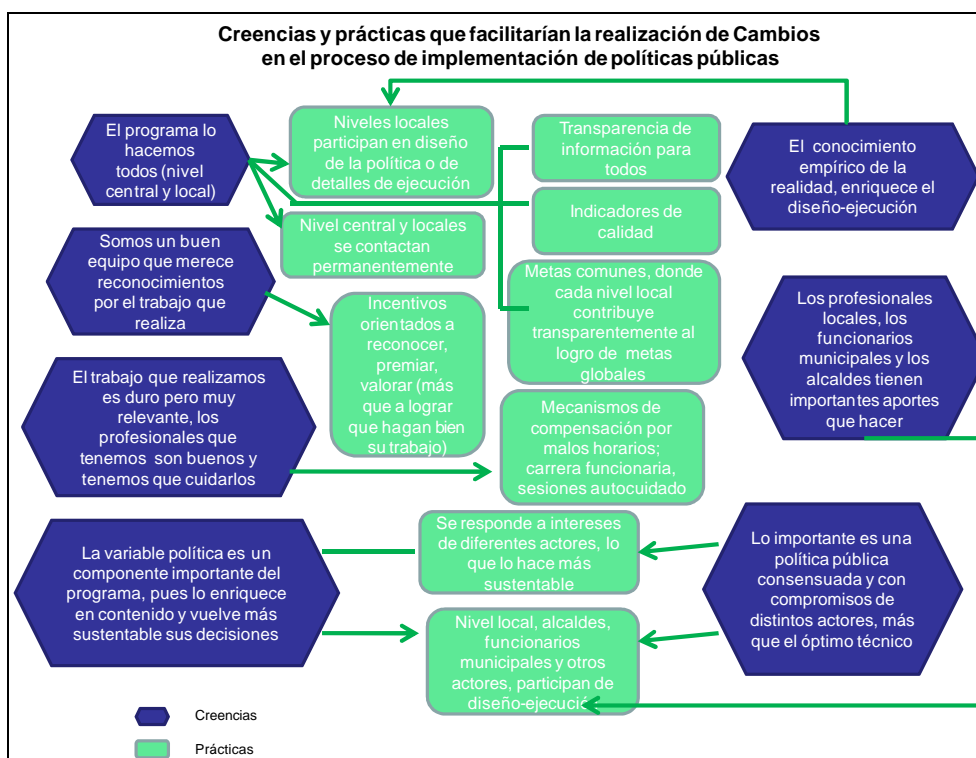 Creencias y prácticas que facilitarían la realización de Cambios
en el proceso de implementación de políticas públicas
El programa lo
hacemos
todos (nivel
central y local)
Niveles locales
participan en diseño
de la política o de
detalles de ejecución
Transparencia de
información para
todos
El conocimiento
empírico de la
realidad, enriquece el
diseño-ejecución
Nivel central y locales
se contactan
permanentemente
Indicadores de
calidad
Somos un buen
equipo que merece
reconocimientos
por el trabajo que
realiza
Incentivos
orientados a
reconocer,
premiar,
valorar (más
que a lograr
que hagan bien
su trabajo)
Metas comunes, donde
cada nivel local
contribuye
transparentemente al
logro de metas
globales
Los profesionales
locales, los
funcionarios
municipales y los
alcaldes tienen
importantes aportes
que hacer
El trabajo que realizamos
es duro pero muy
relevante, los
profesionales que
tenemos son buenos y
tenemos que cuidarlos
Mecanismos de
compensación por
malos horarios;
carrera funcionaria,
sesiones autocuidado
La variable política es un
componente importante del
programa, pues lo enriquece
en contenido y vuelve más
sustentable sus decisiones
Se responde a intereses
de diferentes actores, lo
que lo hace más
sustentable
Lo importante es una
política pública
consensuada y con
compromisos de
distintos actores, más
que el óptimo técnico
Nivel local, alcaldes,
funcionarios
municipales y otros
actores, participan de
diseño-ejecución
Creencias
Prácticas